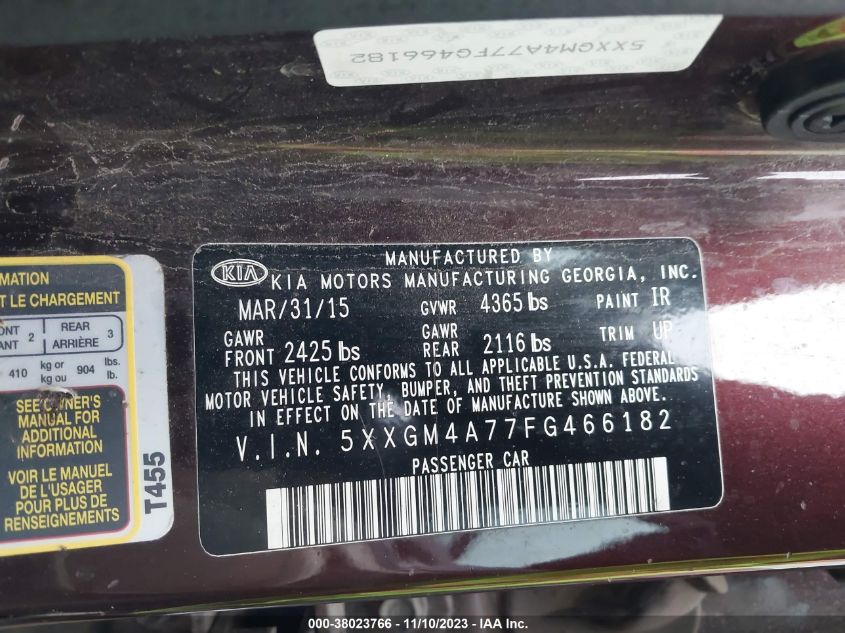 5XXGM4A77FG466182
MANUFACTURED BY
KIA KIA MOTORS MANUFACTURING GEORGIA, INC.
MAR/31/15 GVWR 4365 lbs PAINT IR
GAWR FRONT 2425 lbs GAWR REAR 2116 lbs TRIM UP
THIS VEHICLE CONFORMS TO ALL APPLICABLE U.S.A. FEDERAL
MOTOR VEHICLE SAFETY, BUMPER, AND THEFT PREVENTION STANDARDS
IN EFFECT ON THE DATE OF MANUFACTURE SHOWN ABOVE.
V.I.N. 5XXGM4A77FG466182
PASSENGER CAR
LE CHARGEMENT
2 REAR ARRIÈRE 3
410 kg or kg ou 904 lbs. lb.
SEE OWNER'S
MANUAL FOR
ADDITIONAL
INFORMATION
VOIR LE MANUEL
DE L'USAGER
POUR PLUS DE
RENSEIGNEMENTS
T455
000-38023766 - 11/10/2023 - IAA Inc.